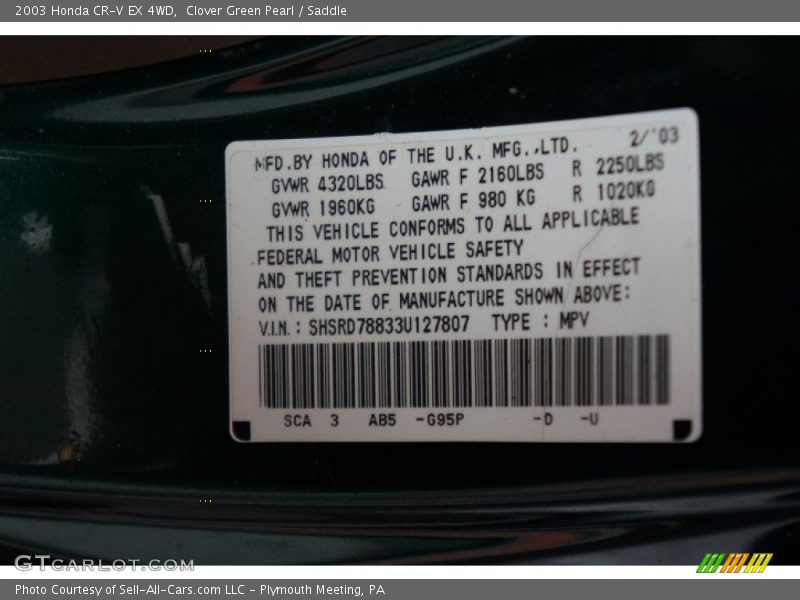 2003 Honda CR-V EX 4WD,  Clover Green Pearl / Saddle
MFD.BY HONDA OF THE U.K. MFG.,LTD. 2/'03
GVWR 4320LBS GAWR F 2160LBS R 2250LBS
GVWR 1960KG GAWR F 980 KG R 1020KG
THIS VEHICLE CONFORMS TO ALL APPLICABLE
FEDERAL MOTOR VEHICLE SAFETY
AND THEFT PREVENTION STANDARDS IN EFFECT
ON THE DATE OF MANUFACTURE SHOWN ABOVE:
V.I.N.: SHSRD78833U127807 TYPE : MPV
SCA 3 AB5 -G95P -D -U
GTcarlot.com
Photo Courtesy of Sell-All-Cars.com LLC - Plymouth Meeting, PA